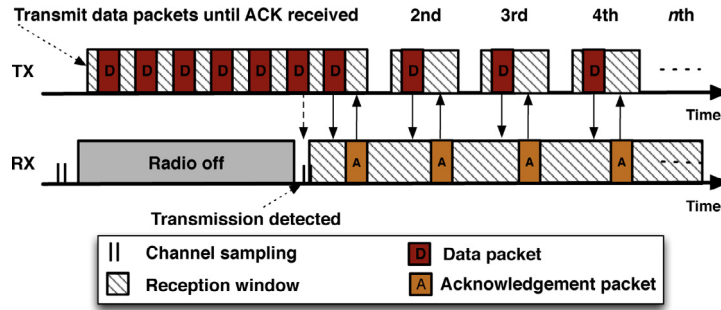 Transmit data packets until ACK received 2nd 3rd 4th nth
TX D D D D D D D D D D
Time
RX Radio off A A A A
Time
Transmission detected
Channel sampling D Data packet
Reception window A Acknowledgement packet